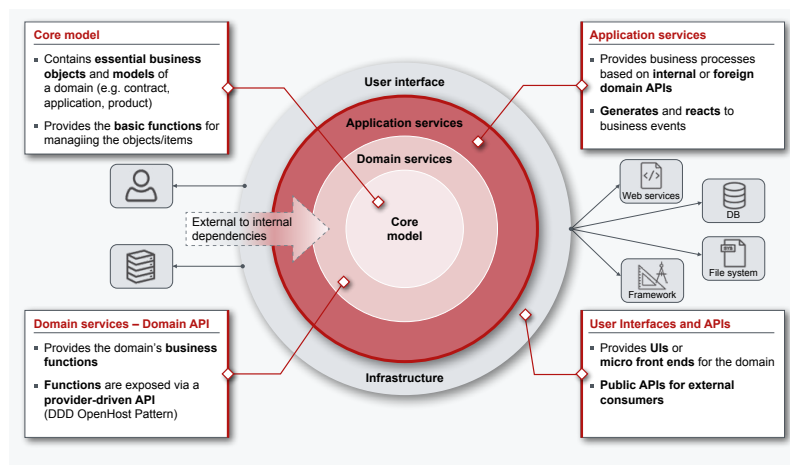 Core model
▪ Contains essential business
objects and models of
a domain (e.g. contract,
application, product)
▪ Provides the basic functions for
managiing the objects/items
Application services
▪ Provides business processes
based on internal or foreign
domain APIs
▪ Generates and reacts to
business events
User interface
Application services
Domain services
Core
model
External to internal
dependencies
Infrastructure
Web services
DB
SYS
File system
Framework
Domain services – Domain API
▪ Provides the domain's business
functions
▪ Functions are exposed via a
provider-driven API
(DDD OpenHost Pattern)
User Interfaces and APIs
▪ Provides UIs or
micro front ends for the domain
▪ Public APIs for external
consumers